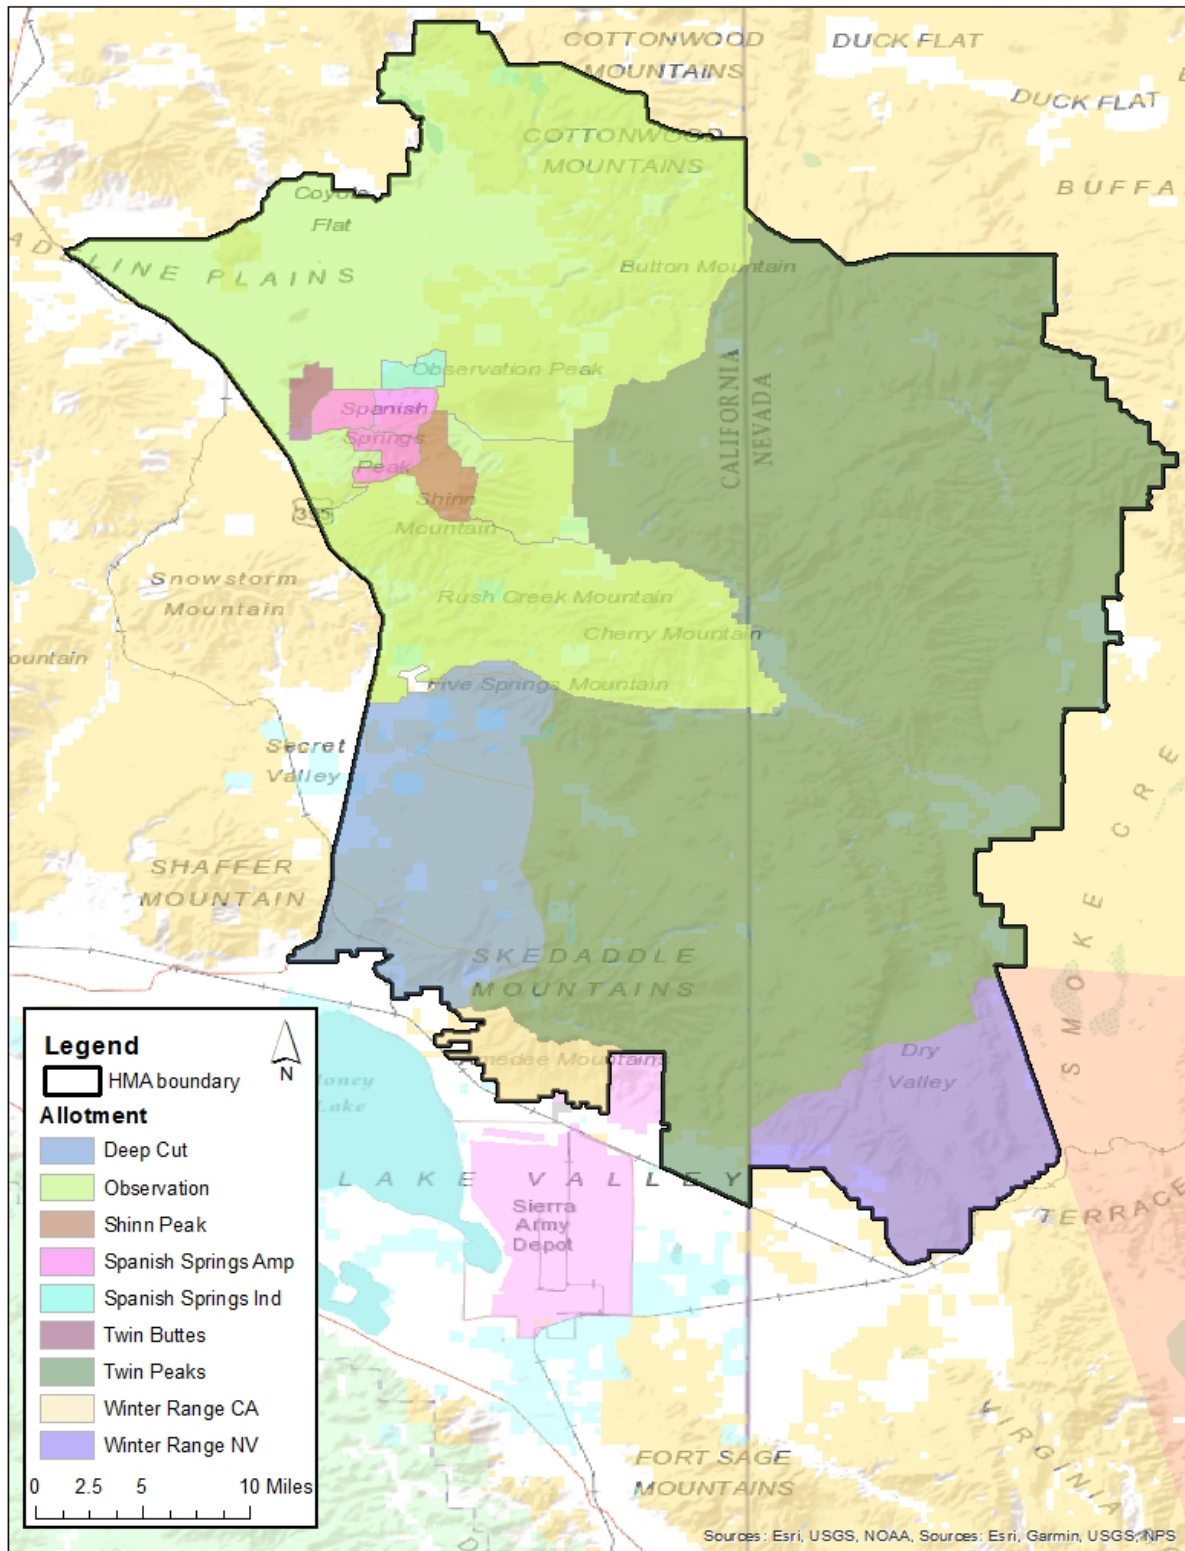 COTTONWOOD
MOUNTAINS
DUCK FLAT
DUCK FLAT
COTTONWOOD
MOUNTAINS
BUFFA
Coyote
Flat
ADELINE PLAINS
Button Mountain
CALIFORNIA
NEVADA
Observation Peak
Spanish
Springs
Peak
Shinn
Mountain
395
Snowstorm
Mountain
Rush Creek Mountain
Cherry Mountain
ountain
Five Springs Mountain
Secret
Valley
SMOKE CRE
SHAFFER
MOUNTAIN
SKEDADDLE
MOUNTAINS
Dry
Valley
medee Mountains
Honey
Lake
LAKE VALLEY
Sierra
Army
Depot
TERRACE
VIRGINIA
FORT SAGE
MOUNTAINS
Legend
N
HMA boundary
Allotment
Deep Cut
Observation
Shinn Peak
Spanish Springs Amp
Spanish Springs Ind
Twin Buttes
Twin Peaks
Winter Range CA
Winter Range NV
0 2.5 5 10 Miles
Sources: Esri, USGS, NOAA, Sources: Esri, Garmin, USGS, NPS